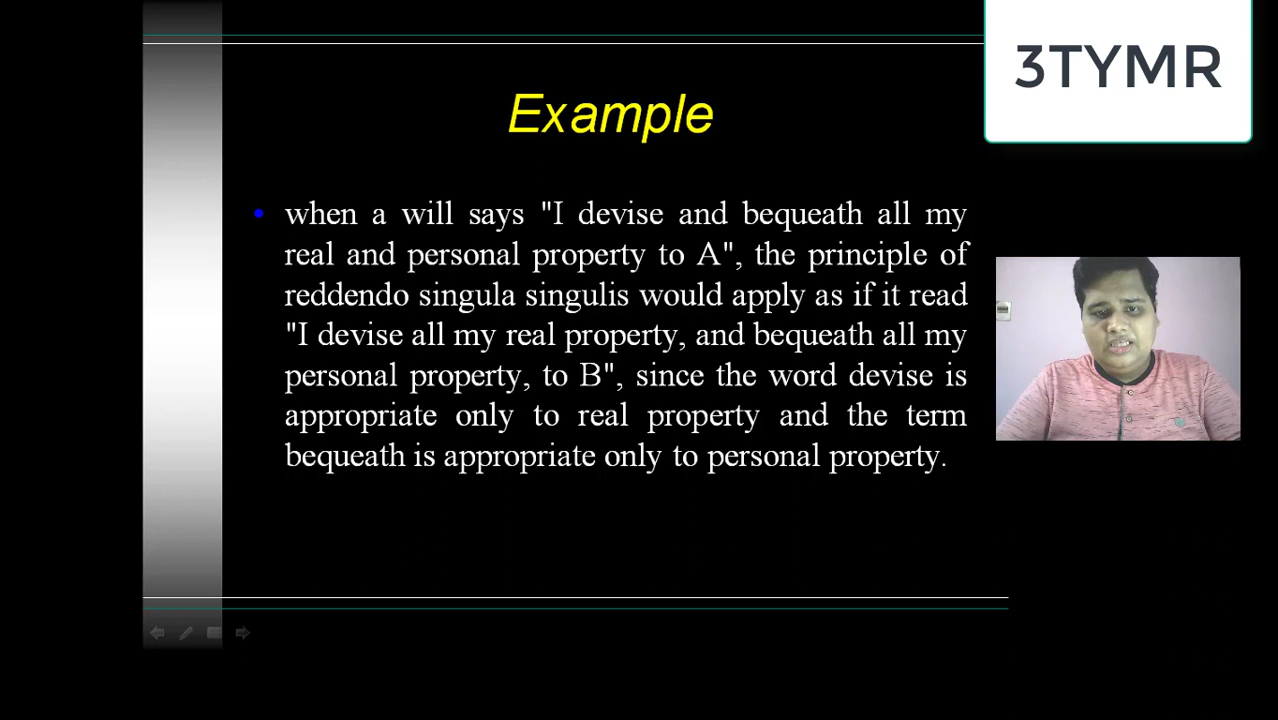 3TYMR
Example
• when a will says "I devise and bequeath all my
real and personal property to A", the principle of
reddendo singula singulis would apply as if it read
"I devise all my real property, and bequeath all my
personal property, to B", since the word devise is
appropriate only to real property and the term
bequeath is appropriate only to personal property.